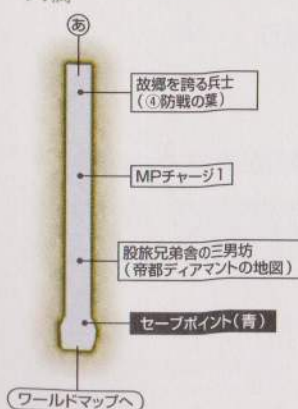 あ
故郷を誇る兵士
(④防戦の葉)
MPチャージ1
股旅兄弟舎の三男坊
(帝都ディアマントの地図)
セーブポイント(青)
ワールドマップへ